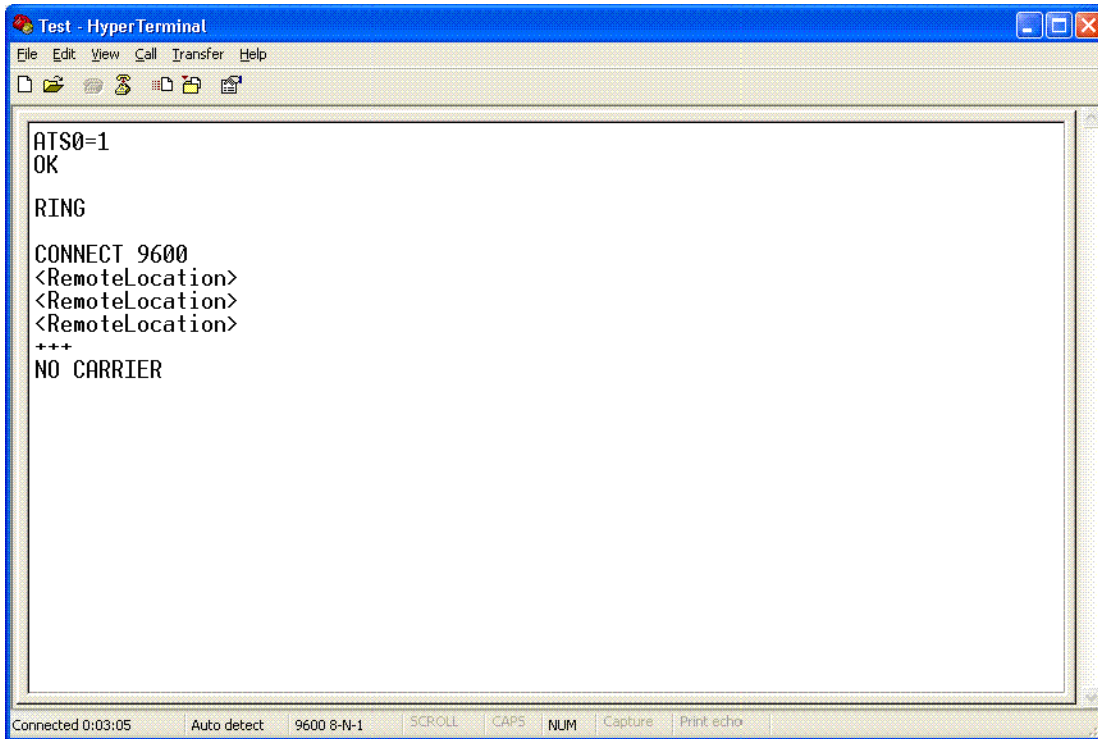 Test - HyperTerminal
File Edit View Call Transfer Help
ATS0=1
OK
RING
CONNECT 9600
<RemoteLocation>
<RemoteLocation>
<RemoteLocation>
+++
NO CARRIER
Connected 0:03:05 Auto detect 9600 8-N-1 SCROLL CAPS NUM Capture Print echo